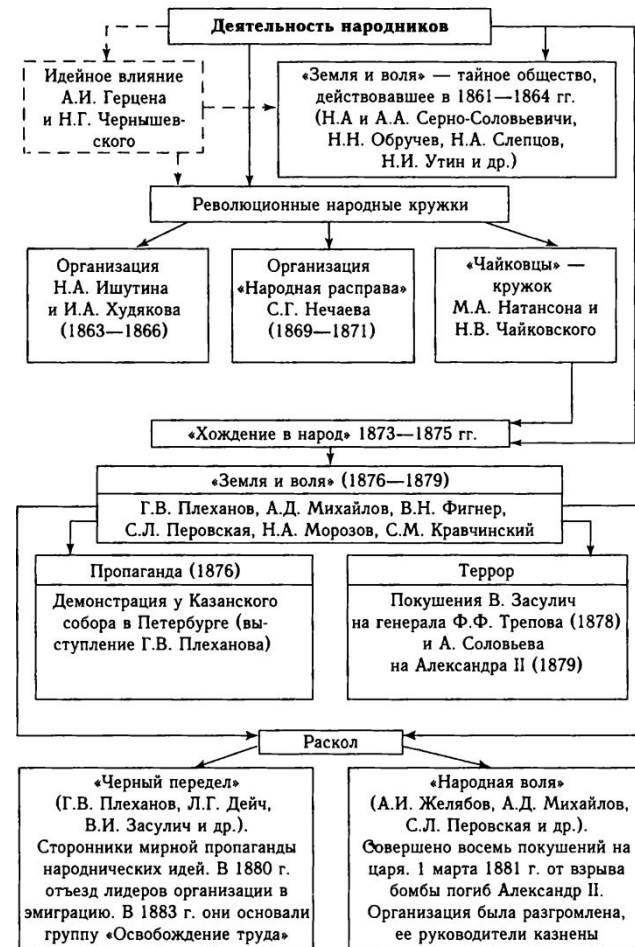 Деятельность народников
Идейное влияние
А.И. Герцена
и Н.Г. Чернышев-
ского
«Земля и воля» — тайное общество,
действовавшее в 1861—1864 гг.
(Н.А и А.А. Серно-Соловьевичи,
Н.Н. Обручев, Н.А. Слепцов,
Н.И. Утин и др.)
Революционные народные кружки
Организация
Н.А. Ишутина
и И.А. Худякова
(1863—1866)
Организация
«Народная расправа»
С.Г. Нечаева
(1869—1871)
«Чайковцы» —
кружок
М.А. Натансона и
Н.В. Чайковского
«Хождение в народ» 1873—1875 гг.
«Земля и воля» (1876—1879)
Г.В. Плеханов, А.Д. Михайлов, В.Н. Фигнер,
С.Л. Перовская, Н.А. Морозов, С.М. Кравчинский
Пропаганда (1876)
Демонстрация у Казанского
собора в Петербурге (вы-
ступление Г.В. Плеханова)
Террор
Покушения В. Засулич
на генерала Ф.Ф. Трепова (1878)
и А. Соловьева
на Александра II (1879)
Раскол
«Черный передел»
(Г.В. Плеханов, Л.Г. Дейч,
В.И. Засулич и др.).
Сторонники мирной пропаганды
народнических идей. В 1880 г.
отъезд лидеров организации в
эмиграцию. В 1883 г. они основали
группу «Освобождение труда»
«Народная воля»
(А.И. Желябов, А.Д. Михайлов,
С.Л. Перовская и др.).
Совершено восемь покушений на
царя. 1 марта 1881 г. от взрыва
бомбы погиб Александр II.
Организация была разгромлена,
ее руководители казнены